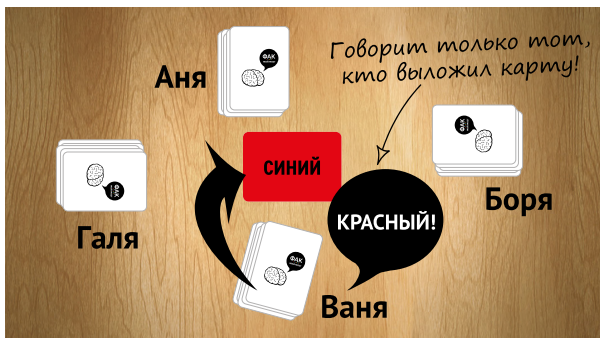 Говорит только тот,
кто выложил карту!
Аня
ФАК
ФАК
Боря
СИНИЙ
КРАСНЫЙ!
ФАК
Галя
ФАК
Ваня